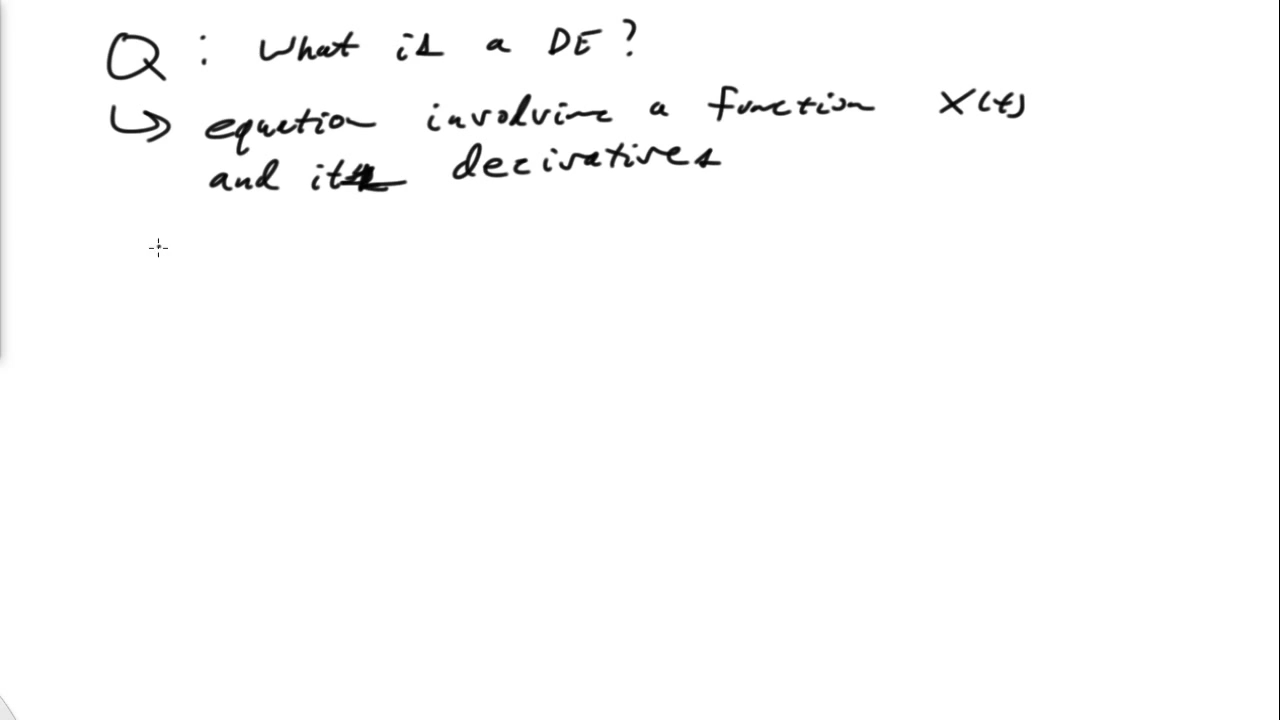 Q: What is a DE?
↳ equation involving a function x(t)
and its derivatives